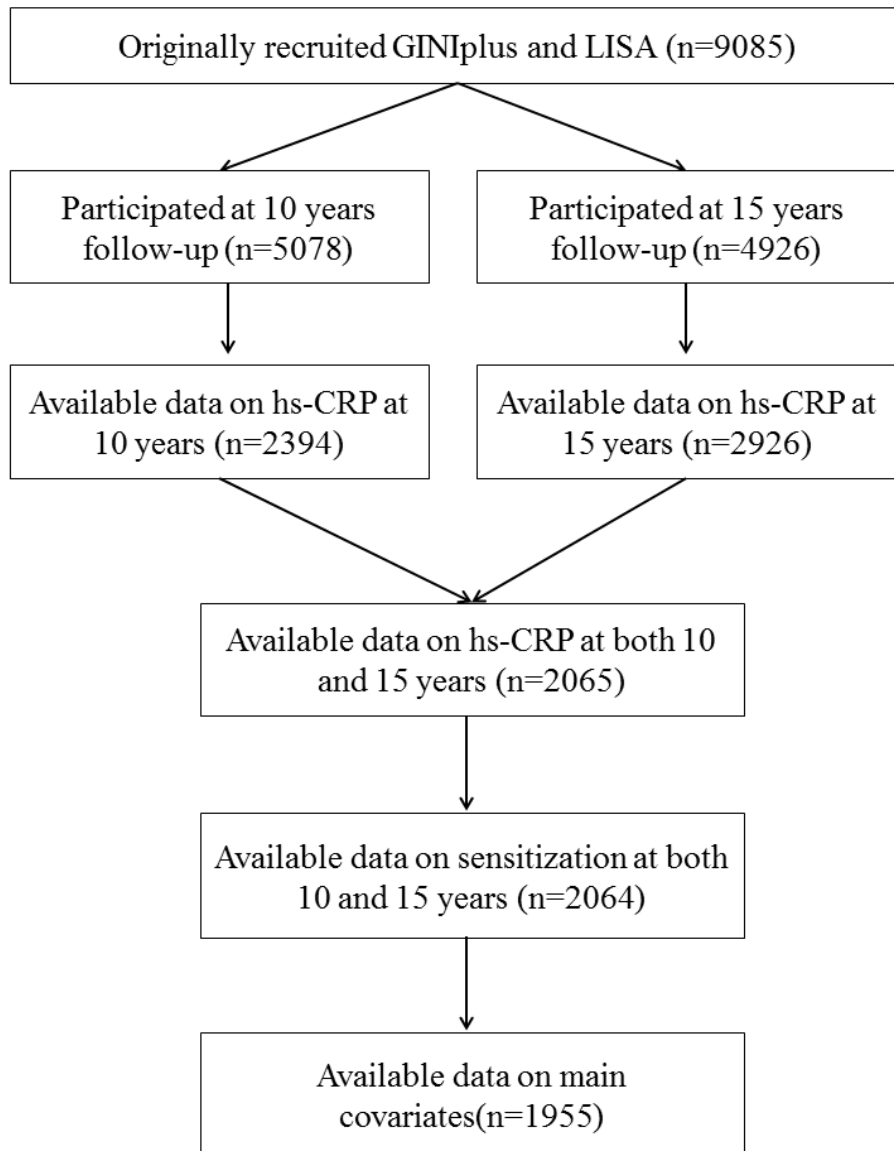 Originally recruited GINIplus and LISA (n=9085)
Participated at 10 years
follow-up (n=5078)
Participated at 15 years
follow-up (n=4926)
Available data on hs-CRP at
10 years (n=2394)
Available data on hs-CRP at
15 years (n=2926)
Available data on hs-CRP at both 10
and 15 years (n=2065)
Available data on sensitization at both
10 and 15 years (n=2064)
Available data on main
covariates(n=1955)